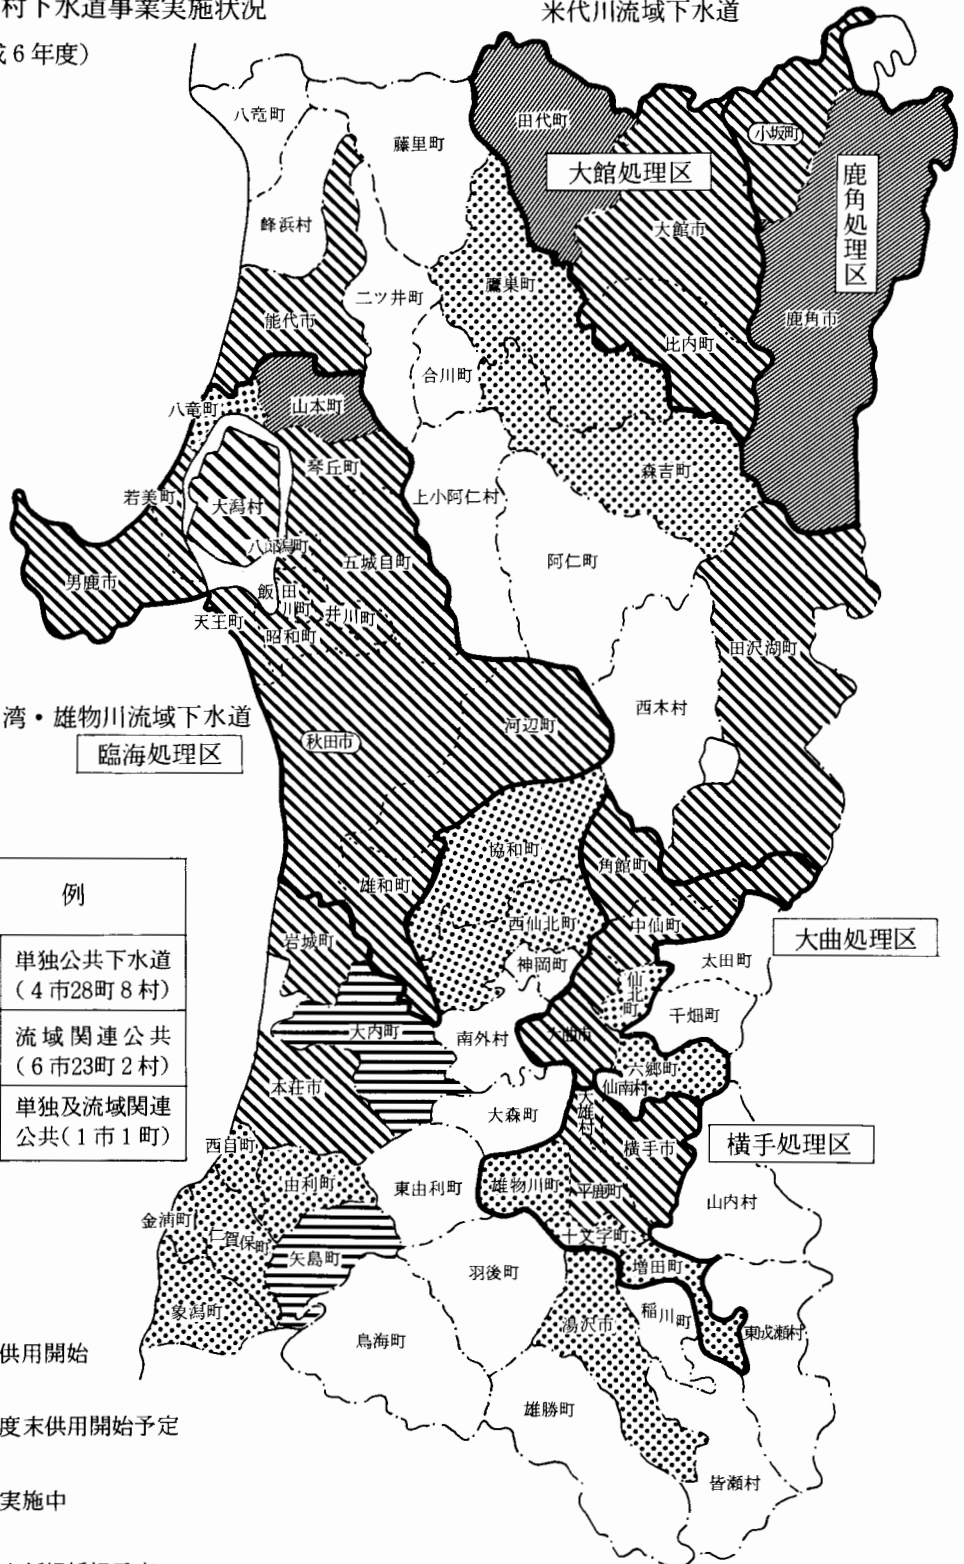 村下水道事業実施状況
米代川流域下水道
成6年度)
八竜町
藤里町
田代町
小坂町
大館処理区
鹿角処理区
大館市
峰浜村
鷹巣町
二ツ井町
能代市
鹿角市
比内町
合川町
八竜町
山本町
琴丘町
森吉町
若美町
大潟村
上小阿仁村
八郎潟町
五城目町
阿仁町
男鹿市
飯田川町
井川町
天王町
昭和町
田沢湖町
西木村
湾・雄物川流域下水道
臨海処理区
秋田市
河辺町
協和町
角館町
雄和町
例
西仙北町
中仙町
大曲処理区
岩城町
単独公共下水道
(4市28町8村)
神岡町
太田町
仙北町
千畑町
流域関連公共
(6市23町2村)
大内町
南外村
大曲市
六郷町
仙南村
単独及流域関連
公共(1市1町)
本荘市
大森町
大雄村
横手市
横手処理区
西目町
由利町
東由利町
雄物川町
平鹿町
山内村
金浦町
仁賀保町
十文字町
矢島町
羽後町
増田町
象潟町
湯沢市
稲川町
東成瀬村
鳥海町
供用開始
雄勝町
度末供用開始予定
皆瀬村
実施中